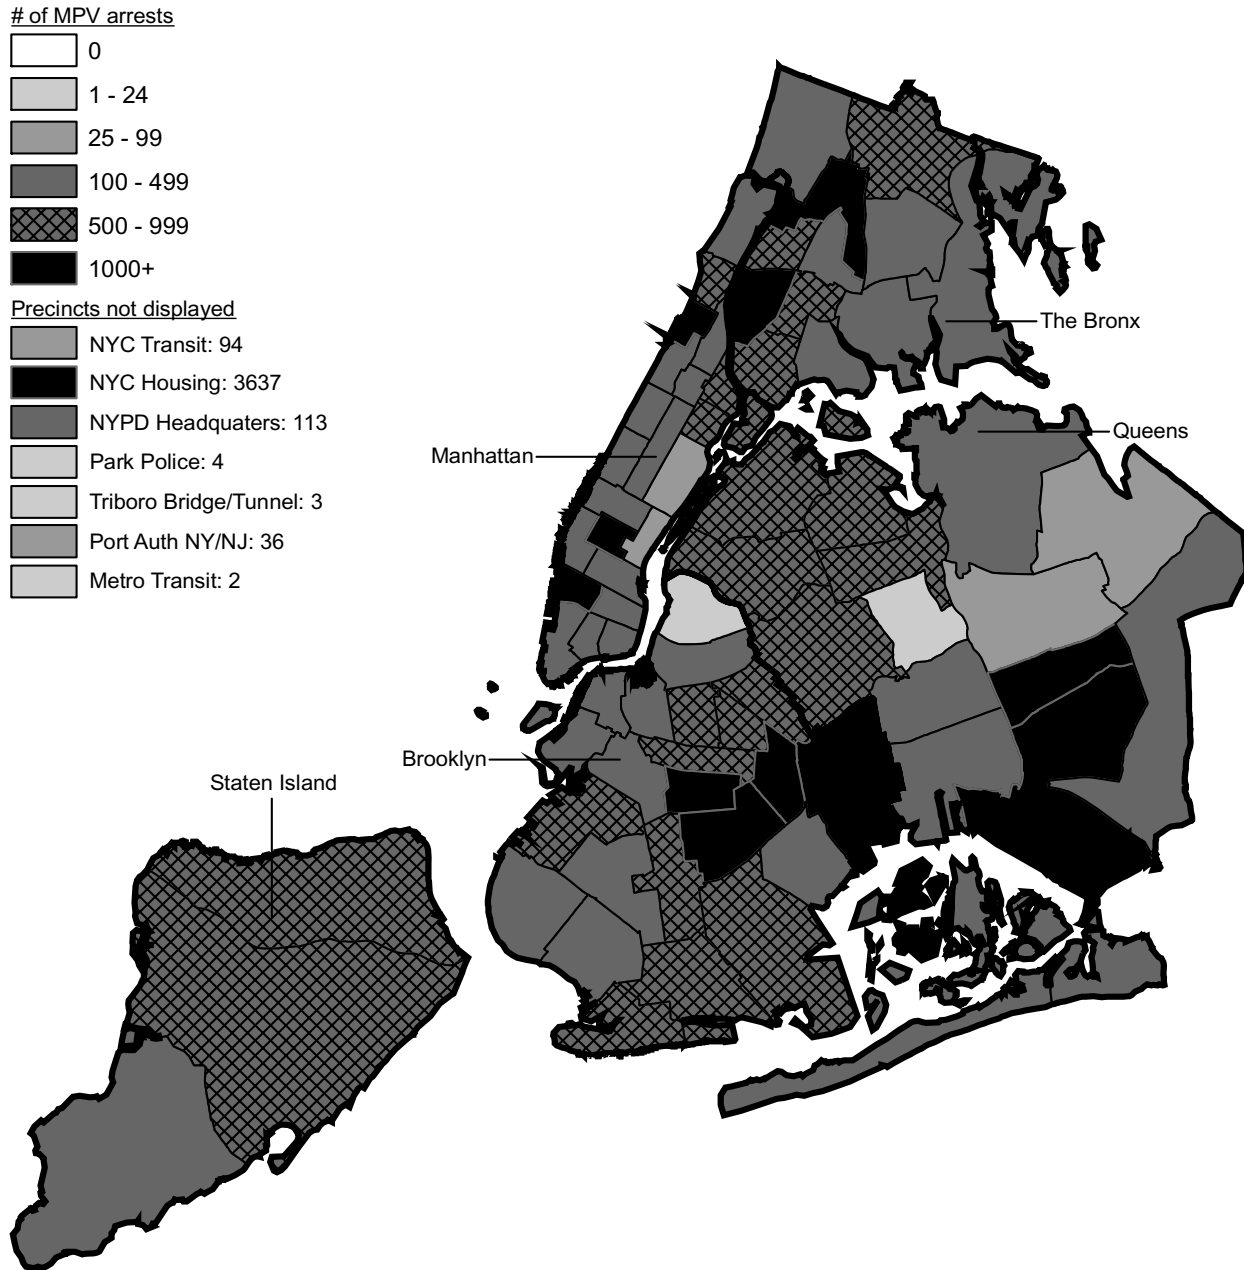 # of MPV arrests
0
1 - 24
25 - 99
100 - 499
500 - 999
1000+
Precincts not displayed
NYC Transit: 94
NYC Housing: 3637
NYPD Headquaters: 113
Park Police: 4
Triboro Bridge/Tunnel: 3
Port Auth NY/NJ: 36
Metro Transit: 2
The Bronx
Queens
Manhattan
Brooklyn
Staten Island